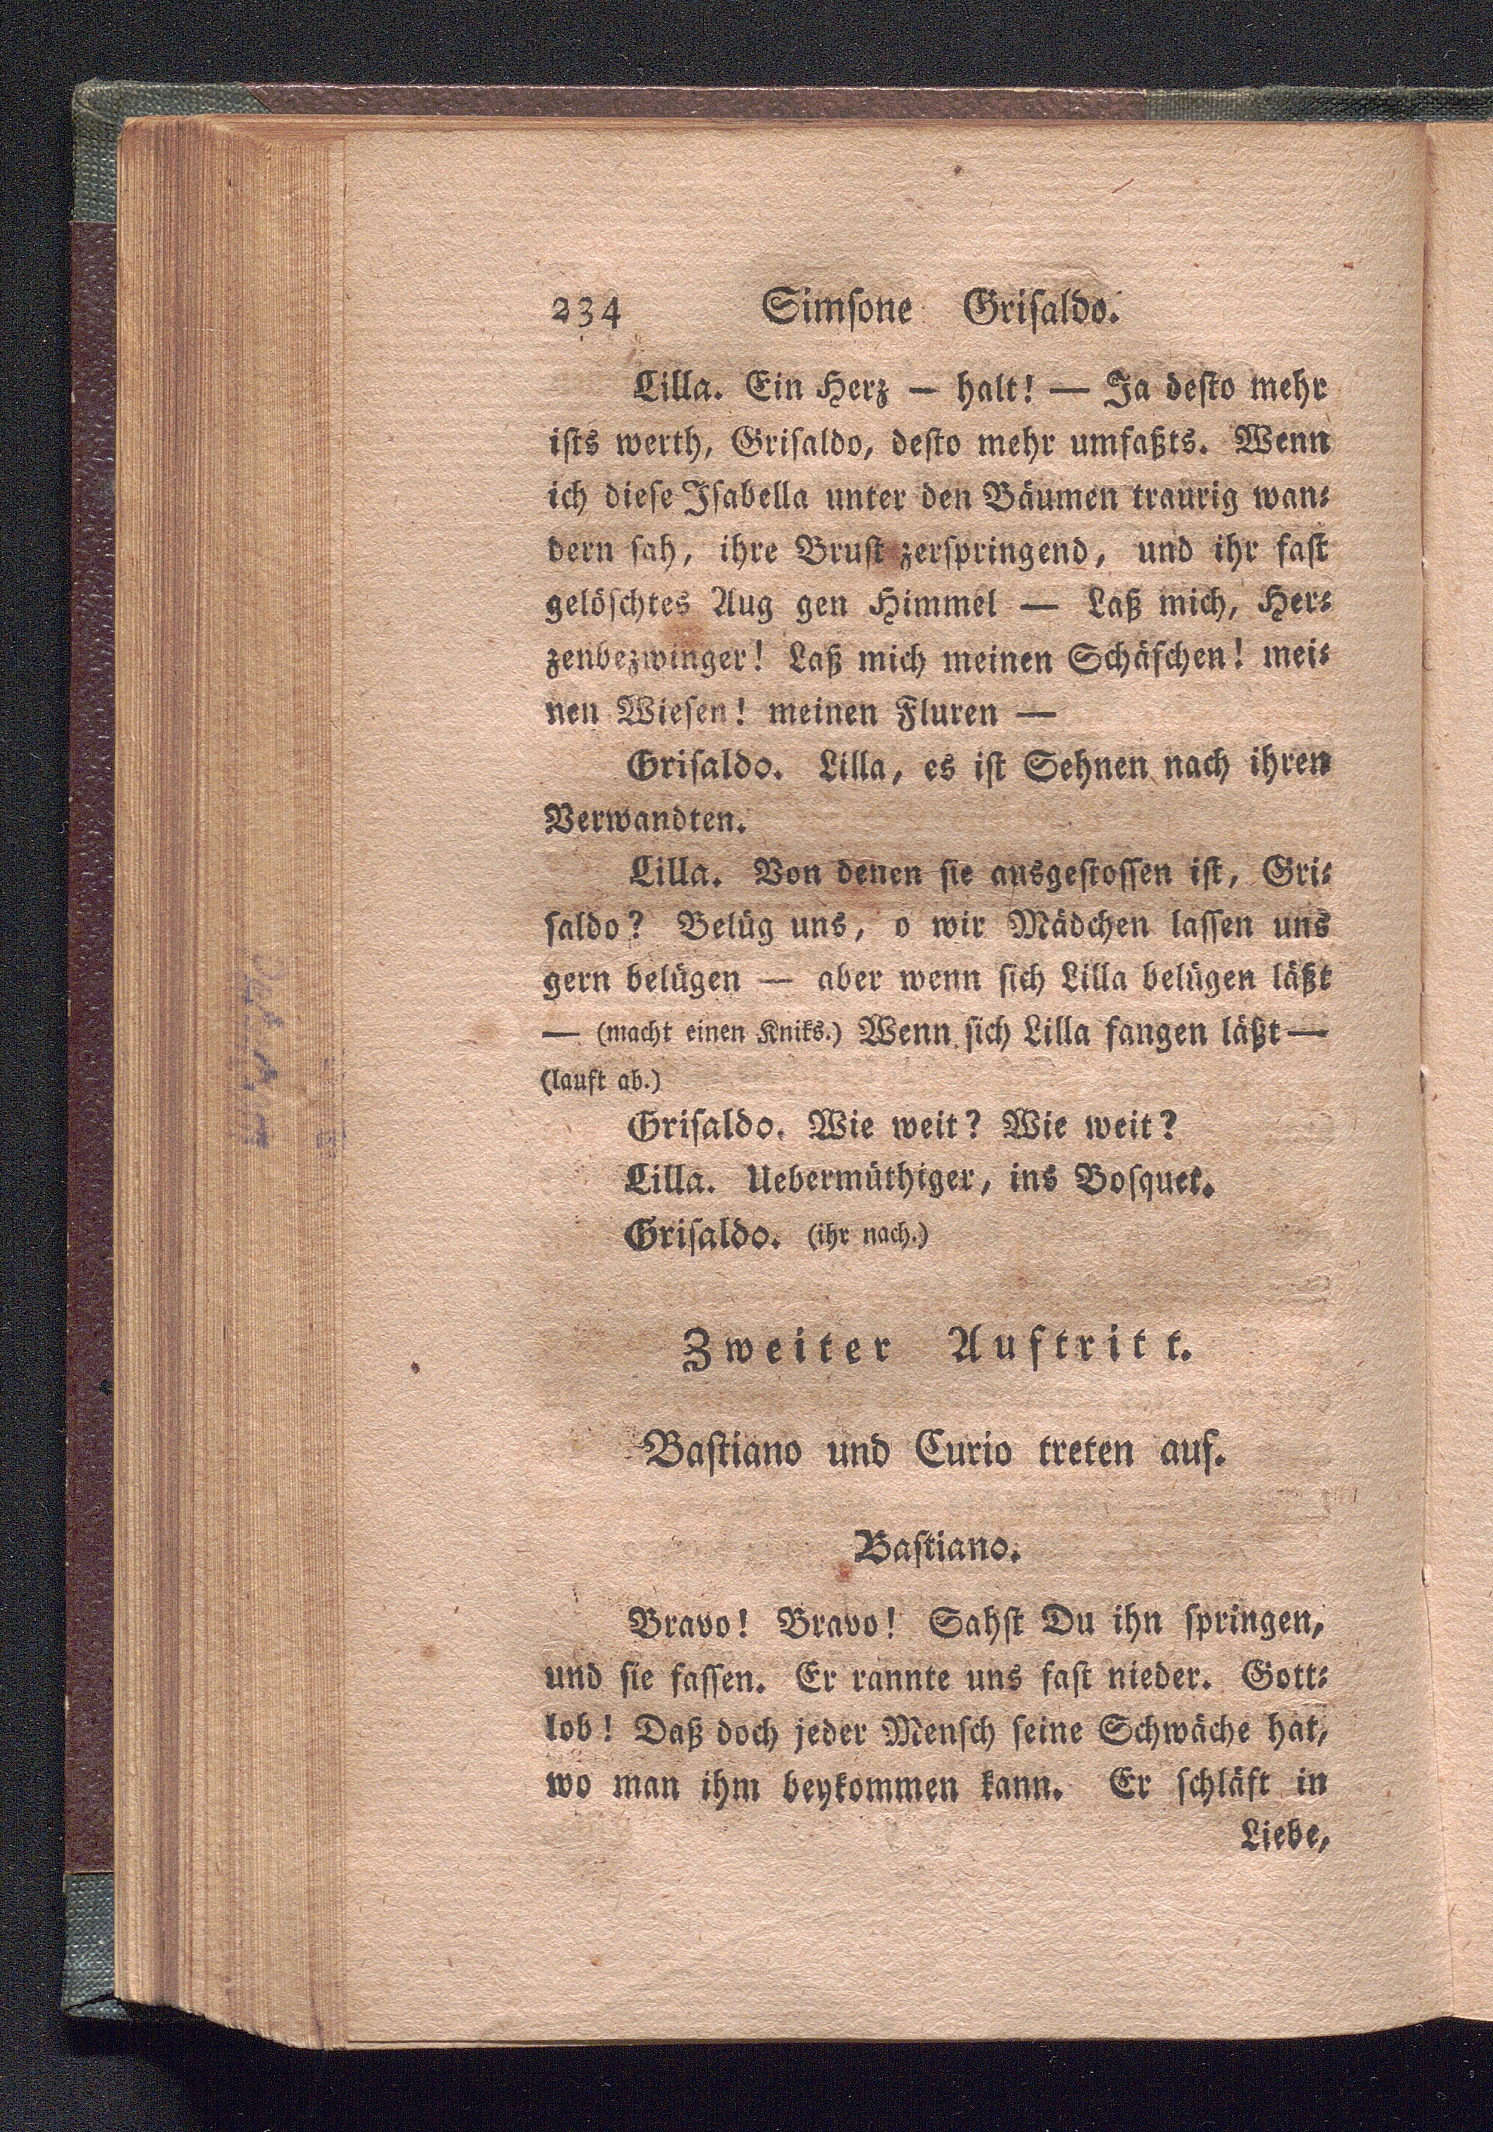 234 Simſone Griſaldo.
Lilla. Ein Herz — halt! — Ja deſto mehr
iſts werth, Griſaldo, deſto mehr umfaßts. Wenn
ich dieſe Iſabella unter den Bäumen traurig wan⸗
dern ſah, ihre Bruſt zerſpringend, und ihr faſt
gelöſchtes Aug gen Himmel — Laß mich, Her⸗
zenbezwinger! Laß mich meinen Schäfchen! mei⸗
nen Wieſen! meinen Fluren —
Griſaldo. Lilla, es iſt Sehnen nach ihren
Verwandten.
Lilla. Von denen ſie ausgeſtoſſen iſt, Gri⸗
ſaldo? Belüg uns, o wir Mädchen laſſen uns
gern belügen — aber wenn ſich Lilla belügen läßt
— (macht einen Kniks.) Wenn ſich Lilla fangen läßt —
(lauft ab.)
Griſaldo. Wie weit? Wie weit?
Lilla. Uebermüthiger, ins Boſquet.
Griſaldo. (ihr nach.)
Zweiter Auftritt.
Baſtiano und Curio treten auf.
Baſtiano.
Bravo! Bravo! Sahſt Du ihn ſpringen,
und ſie faſſen. Er rannte uns faſt nieder. Gott⸗
lob! Daß doch jeder Menſch ſeine Schwäche hat,
wo man ihm beykommen kann. Er ſchläft in
Liebe,